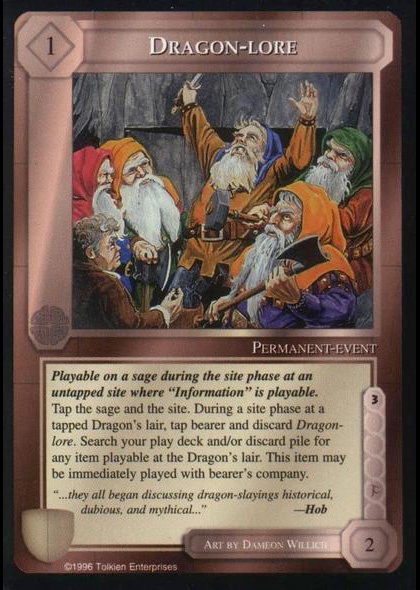 1
DRAGON-LORE
PERMANENT-EVENT
Playable on a sage during the site phase at an
untapped site where “Information” is playable.
Tap the sage and the site. During a site phase at a
tapped Dragon's lair, tap bearer and discard Dragon-
lore. Search your play deck and/or discard pile for
any item playable at the Dragon's lair. This item may
be immediately played with bearer's company.
“...they all began discussing dragon-slayings historical,
dubious, and mythical...” —Hob
3
ART BY DAMEON WILLICH
2
©1996 Tolkien Enterprises